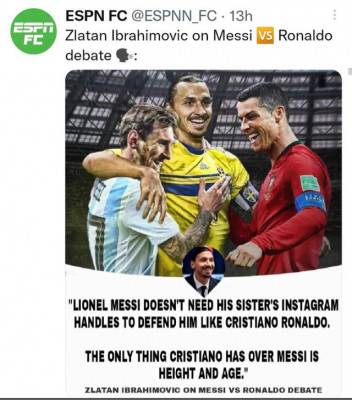 ESPN FC @ESPNN_FC · 13h
Zlatan Ibrahimovic on Messi 🆚 Ronaldo
debate 🗣:
ESPN
FC
"LIONEL MESSI DOESN'T NEED HIS SISTER'S INSTAGRAM
HANDLES TO DEFEND HIM LIKE CRISTIANO RONALDO.
THE ONLY THING CRISTIANO HAS OVER MESSI IS
HEIGHT AND AGE."
ZLATAN IBRAHIMOVIC ON MESSI VS RONALDO DEBATE